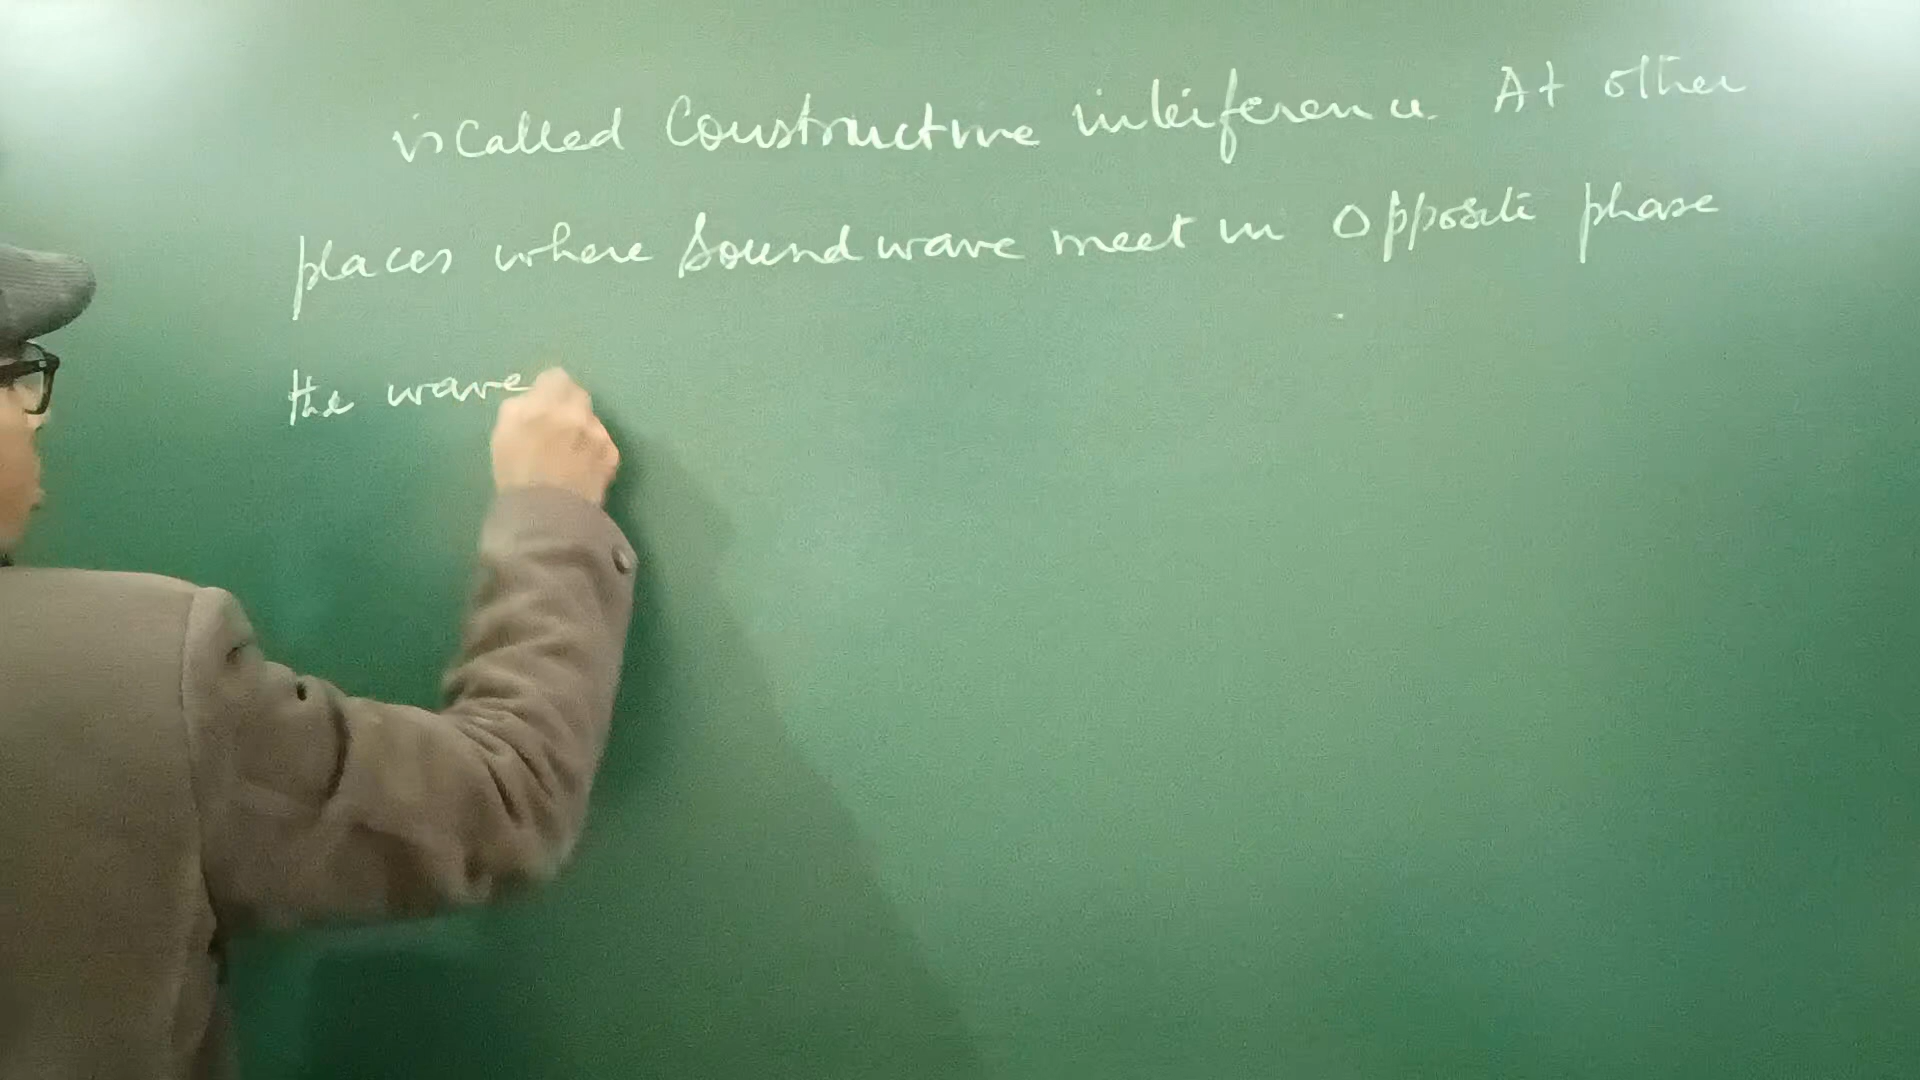 is called Constructive interference. At other
places where Sound wave meet in opposite phase
the wave